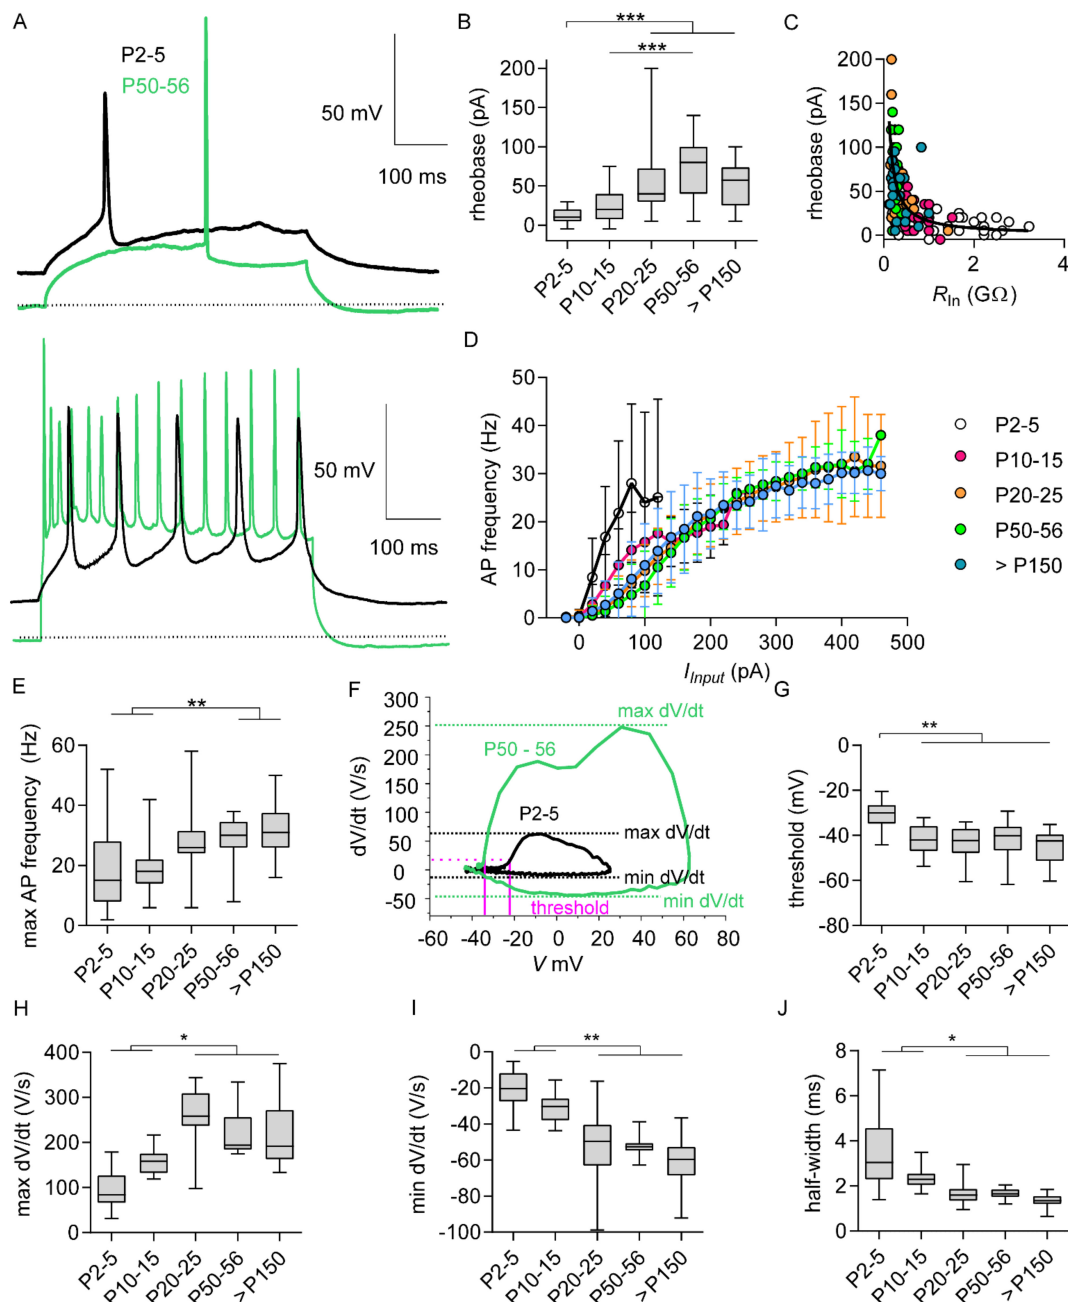 A
P2-5
P50-56
50 mV
100 ms
50 mV
100 ms
B
***
***
rheobase (pA)
200
150
100
50
0
P2-5
P10-15
P20-25
P50-56
> P150
C
rheobase (pA)
200
150
100
50
0
0
2
4
RIn (GΩ)
D
AP frequency (Hz)
50
40
30
20
10
0
0
100
200
300
400
500
IInput (pA)
P2-5
P10-15
P20-25
P50-56
> P150
E
**
max AP frequency (Hz)
60
40
20
0
P2-5
P10-15
P20-25
P50-56
> P150
F
dV/dt (V/s)
300
250
200
150
100
50
0
-50
max dV/dt
P50 - 56
P2-5
max dV/dt
min dV/dt
min dV/dt
threshold
-60
-40
-20
0
20
40
60
80
V mV
G
**
threshold (mV)
0
-20
-40
-60
-80
P2-5
P10-15
P20-25
P50-56
> P150
H
*
max dV/dt (V/s)
400
300
200
100
0
P2-5
P10-15
P20-25
P50-56
> P150
I
**
min dV/dt (V/s)
0
-20
-40
-60
-80
-100
P2-5
P10-15
P20-25
P50-56
> P150
J
*
half-width (ms)
8
6
4
2
0
P2-5
P10-15
P20-25
P50-56
> P150